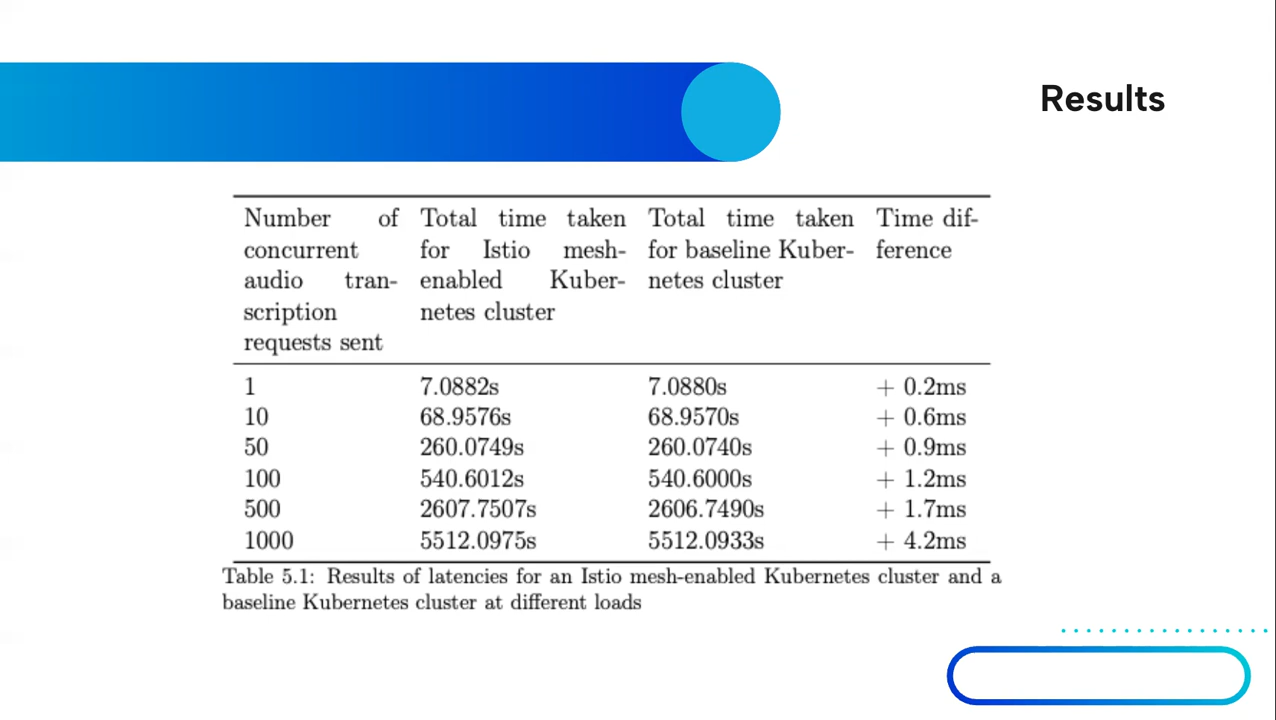 Results
Number of concurrent audio tran-scription requests sent | Total time taken for Istio mesh-enabled Kuber-netes cluster | Total time taken for baseline Kuber-netes cluster | Time dif-ference
1 7.0882s 7.0880s + 0.2ms
10 68.9576s 68.9570s + 0.6ms
50 260.0749s 260.0740s + 0.9ms
100 540.6012s 540.6000s + 1.2ms
500 2607.7507s 2606.7490s + 1.7ms
1000 5512.0975s 5512.0933s + 4.2ms
Table 5.1: Results of latencies for an Istio mesh-enabled Kubernetes cluster and a
baseline Kubernetes cluster at different loads